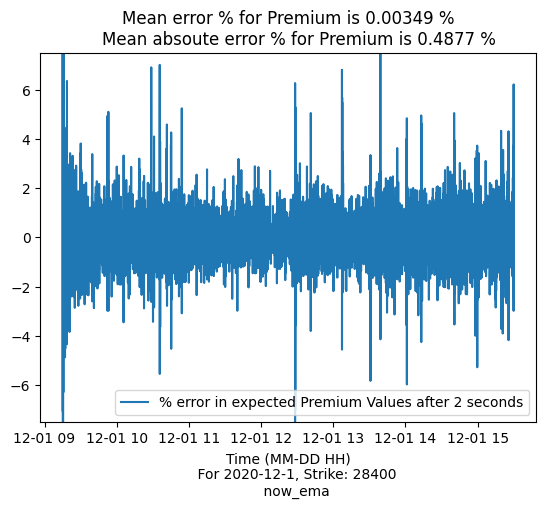 Mean error % for Premium is 0.00349 %
Mean absoute error % for Premium is 0.4877 %
6
4
2
0
−2
−4
−6
% error in expected Premium Values after 2 seconds
12-01 09 12-01 10 12-01 11 12-01 12 12-01 13 12-01 14 12-01 15
Time (MM-DD HH)
For 2020-12-1, Strike: 28400
now_ema